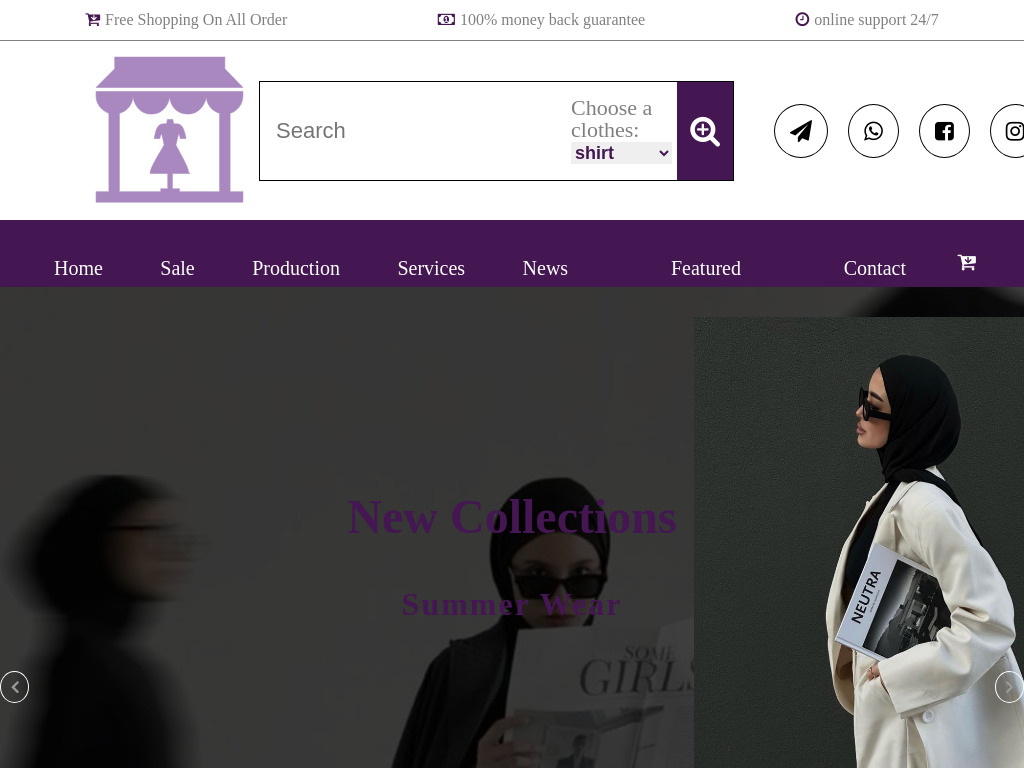 Free Shopping On All Order
100% money back guarantee
online support 24/7
Search
Choose a
clothes:
shirt
Home
Sale
Production
Services
News
Featured
Contact
New Collections
Summer Wear
SOME
GIRLS
NEUTRA